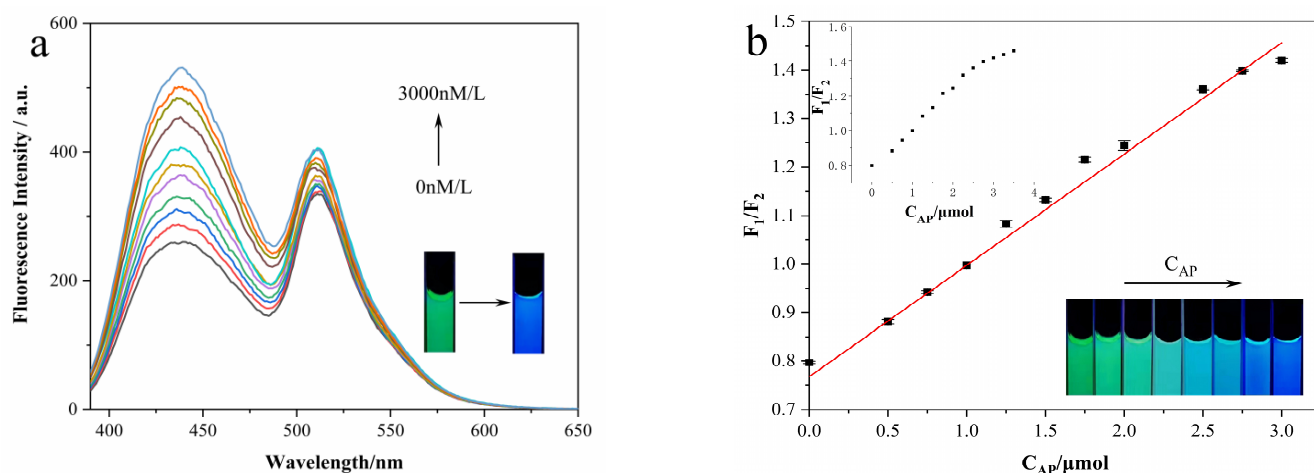 a
600
400
200
0
Fluorescence Intensity / a.u.
3000nM/L
0nM/L
400
450
500
550
600
650
Wavelength/nm
b
1.5
1.4
1.3
1.2
1.1
1.0
0.9
0.8
0.7
F1/F2
1.6
1.4
1.2
1.0
0.8
F1/F2
0 1 2 3 4
CAP/μmol
CAP
0.0 0.5 1.0 1.5 2.0 2.5 3.0
CAP/μmol